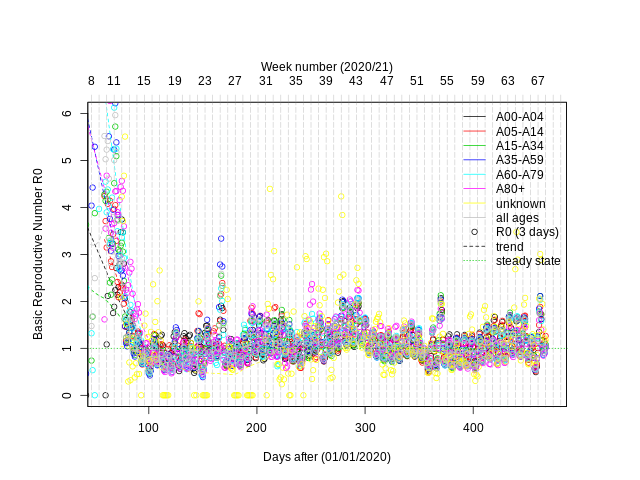 Week number (2020/21)
8 11 15 19 23 27 31 35 39 43 47 51 55 59 63 67
Basic Reproductive Number R0
6
5
4
3
2
1
0
A00-A04
A05-A14
A15-A34
A35-A59
A60-A79
A80+
unknown
all ages
R0 (3 days)
trend
steady state
100 200 300 400
Days after (01/01/2020)